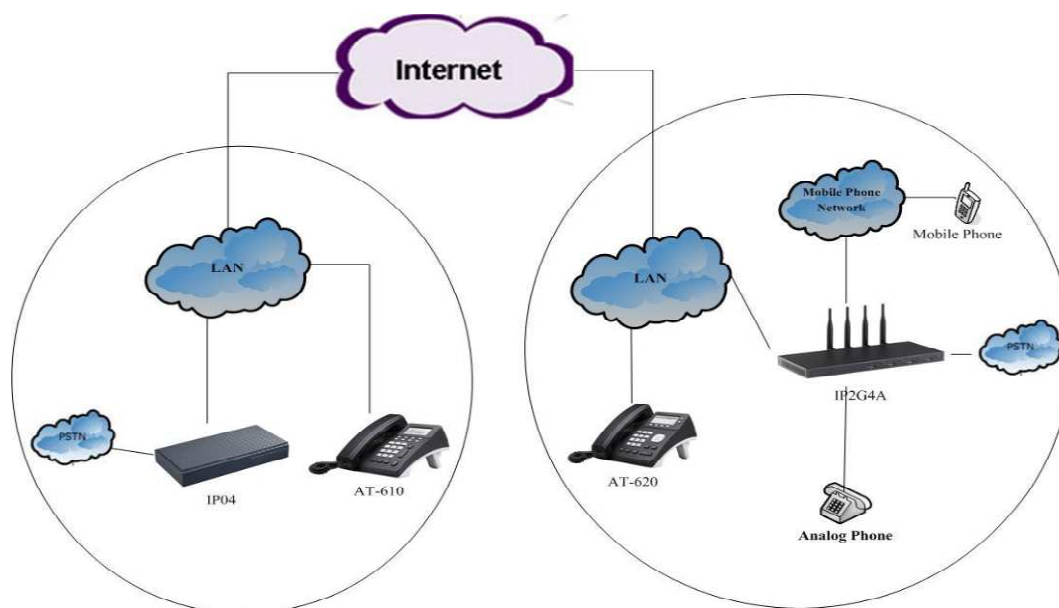 Internet
LAN
PSTN
IP04
AT-610
LAN
AT-620
Mobile Phone
Network
Mobile Phone
IP2G4A
PSTN
Analog Phone